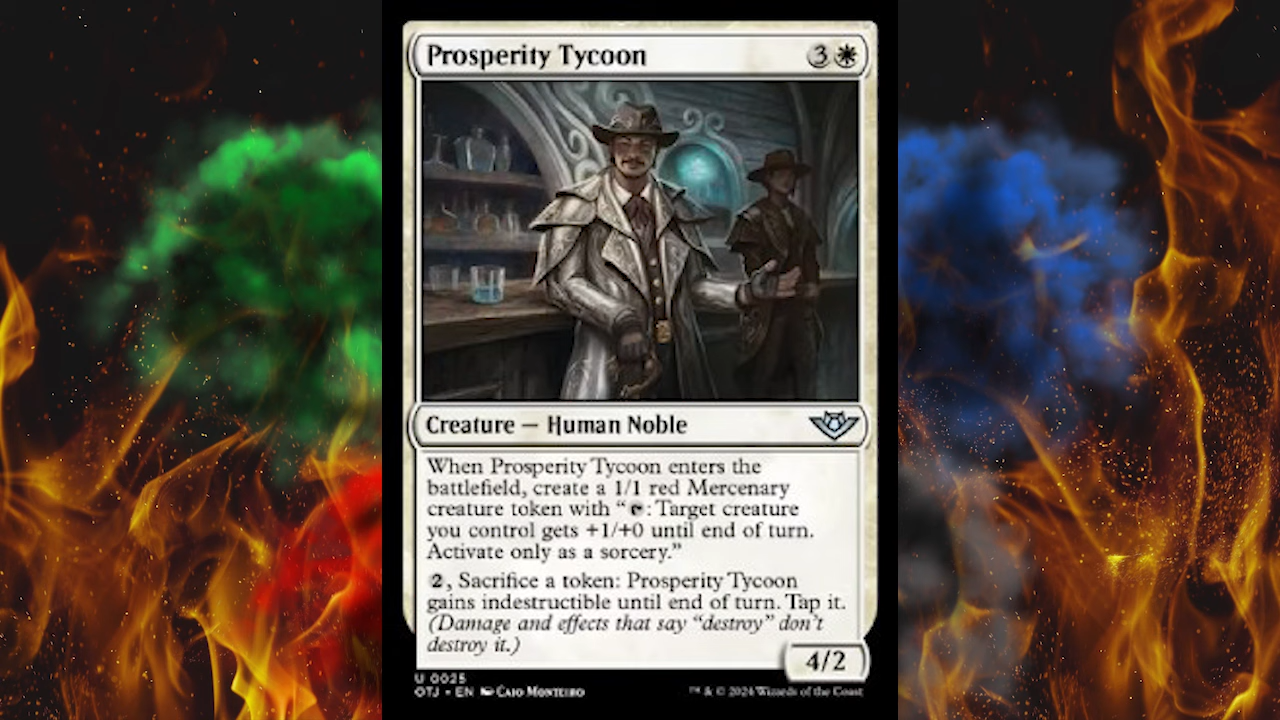 Prosperity Tycoon 3
Creature — Human Noble
When Prosperity Tycoon enters the
battlefield, create a 1/1 red Mercenary
creature token with “: Target creature
you control gets +1/+0 until end of turn.
Activate only as a sorcery.”
2, Sacrifice a token: Prosperity Tycoon
gains indestructible until end of turn. Tap it.
(Damage and effects that say “destroy” don’t
destroy it.)
4/2
U 0025
OTJ • EN Caio Monteiro
™ & © 2024 Wizards of the Coast